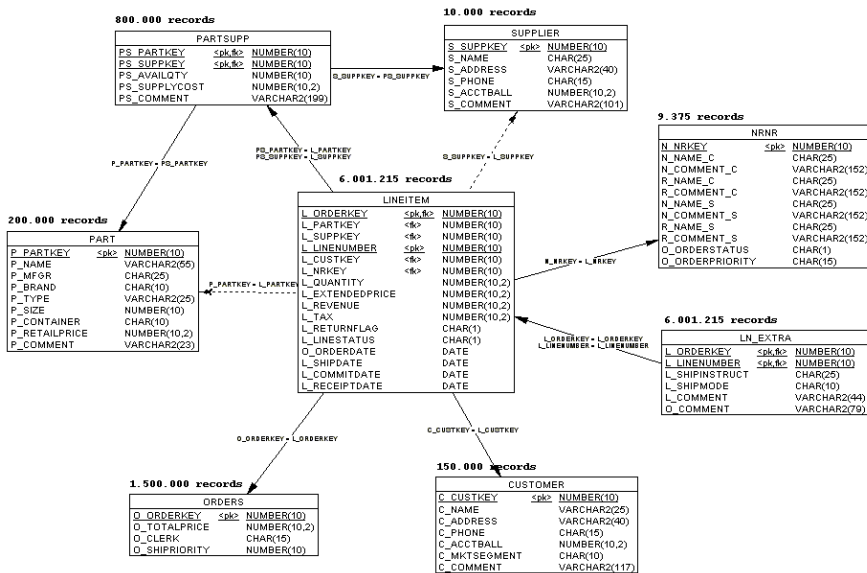 800.000 records
PARTSUPP
PS_PARTKEY <pk,fk> NUMBER(10)
PS_SUPPKEY <pk,fk> NUMBER(10)
PS_AVAILQTY NUMBER(10)
PS_SUPPLYCOST NUMBER(10,2)
PS_COMMENT VARCHAR2(199)
10.000 records
SUPPLIER
S_SUPPKEY <pk> NUMBER(10)
S_NAME CHAR(25)
S_ADDRESS VARCHAR2(40)
S_PHONE CHAR(15)
S_ACCTBALL NUMBER(10,2)
S_COMMENT VARCHAR2(101)
S_SUPPKEY = PS_SUPPKEY
9.375 records
NRNR
N_NRKEY <pk> NUMBER(10)
N_NAME_C CHAR(25)
N_COMMENT_C VARCHAR2(152)
R_NAME_C CHAR(25)
R_COMMENT_C VARCHAR2(152)
N_NAME_S CHAR(25)
N_COMMENT_S VARCHAR2(152)
R_NAME_S CHAR(25)
R_COMMENT_S VARCHAR2(152)
O_ORDERSTATUS CHAR(1)
O_ORDERPRIORITY CHAR(15)
P_PARTKEY = PS_PARTKEY
PS_PARTKEY = L_PARTKEY
PS_SUPPKEY = L_SUPPKEY
S_SUPPKEY = L_SUPPKEY
6.001.215 records
LINEITEM
L_ORDERKEY <pk,fk> NUMBER(10)
L_PARTKEY <fk> NUMBER(10)
L_SUPPKEY <fk> NUMBER(10)
L_LINENUMBER <pk> NUMBER(10)
L_CUSTKEY <fk> NUMBER(10)
L_NRKEY <fk> NUMBER(10)
L_QUANTITY NUMBER(10,2)
L_EXTENDEDPRICE NUMBER(10,2)
L_REVENUE NUMBER(10,2)
L_TAX NUMBER(10,2)
L_RETURNFLAG CHAR(1)
L_LINESTATUS CHAR(1)
O_ORDERDATE DATE
L_SHIPDATE DATE
L_COMMITDATE DATE
L_RECEIPTDATE DATE
200.000 records
PART
P_PARTKEY <pk> NUMBER(10)
P_NAME VARCHAR2(55)
P_MFGR CHAR(25)
P_BRAND CHAR(10)
P_TYPE VARCHAR2(25)
P_SIZE NUMBER(10)
P_CONTAINER CHAR(10)
P_RETAILPRICE NUMBER(10,2)
P_COMMENT VARCHAR2(23)
P_PARTKEY = L_PARTKEY
N_NRKEY = L_NRKEY
L_ORDERKEY = L_ORDERKEY
L_LINENUMBER = L_LINENUMBER
6.001.215 records
LN_EXTRA
L_ORDERKEY <pk,fk> NUMBER(10)
L_LINENUMBER <pk,fk> NUMBER(10)
L_SHIPINSTRUCT CHAR(25)
L_SHIPMODE CHAR(10)
L_COMMENT VARCHAR2(44)
O_COMMENT VARCHAR2(79)
O_ORDERKEY = L_ORDERKEY
C_CUSTKEY = L_CUSTKEY
1.500.000 records
ORDERS
O_ORDERKEY <pk> NUMBER(10)
O_TOTALPRICE NUMBER(10,2)
O_CLERK CHAR(15)
O_SHIPRIORITY NUMBER(10)
150.000 records
CUSTOMER
C_CUSTKEY <pk> NUMBER(10)
C_NAME VARCHAR2(25)
C_ADDRESS VARCHAR2(40)
C_PHONE CHAR(15)
C_ACCTBALL NUMBER(10,2)
C_MKTSEGMENT CHAR(10)
C_COMMENT VARCHAR2(117)